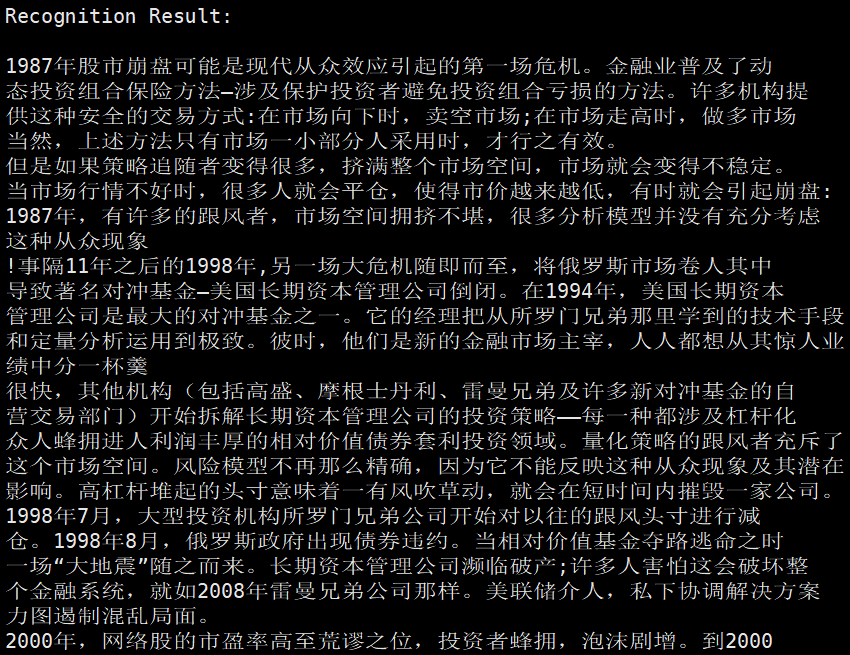 Recognition Result:
1987年股市崩盘可能是现代从众效应引起的第一场危机。金融业普及了动
态投资组合保险方法—涉及保护投资者避免投资组合亏损的方法。许多机构提
供这种安全的交易方式:在市场向下时，卖空市场;在市场走高时，做多市场
当然，上述方法只有市场一小部分人采用时，才行之有效。
但是如果策略追随者变得很多，挤满整个市场空间，市场就会变得不稳定。
当市场行情不好时，很多人就会平仓，使得市价越来越低，有时就会引起崩盘:
1987年，有许多的跟风者，市场空间拥挤不堪，很多分析模型并没有充分考虑
这种从众现象
!事隔11年之后的1998年,另一场大危机随即而至，将俄罗斯市场卷人其中
导致著名对冲基金—美国长期资本管理公司倒闭。在1994年，美国长期资本
管理公司是最大的对冲基金之一。它的经理把从所罗门兄弟那里学到的技术手段
和定量分析运用到极致。彼时，他们是新的金融市场主宰，人人都想从其惊人业
绩中分一杯羹
很快，其他机构（包括高盛、摩根士丹利、雷曼兄弟及许多新对冲基金的自
营交易部门）开始拆解长期资本管理公司的投资策略——每一种都涉及杠杆化
众人蜂拥进人利润丰厚的相对价值债券套利投资领域。量化策略的跟风者充斥了
这个市场空间。风险模型不再那么精确，因为它不能反映这种从众现象及其潜在
影响。高杠杆堆起的头寸意味着一有风吹草动，就会在短时间内摧毁一家公司。
1998年7月，大型投资机构所罗门兄弟公司开始对以往的跟风头寸进行减
仓。1998年8月，俄罗斯政府出现债券违约。当相对价值基金夺路逃命之时
一场“大地震”随之而来。长期资本管理公司濒临破产;许多人害怕这会破坏整
个金融系统，就如2008年雷曼兄弟公司那样。美联储介人，私下协调解决方案
力图遏制混乱局面。
2000年，网络股的市盈率高至荒谬之位，投资者蜂拥，泡沫剧增。到2000